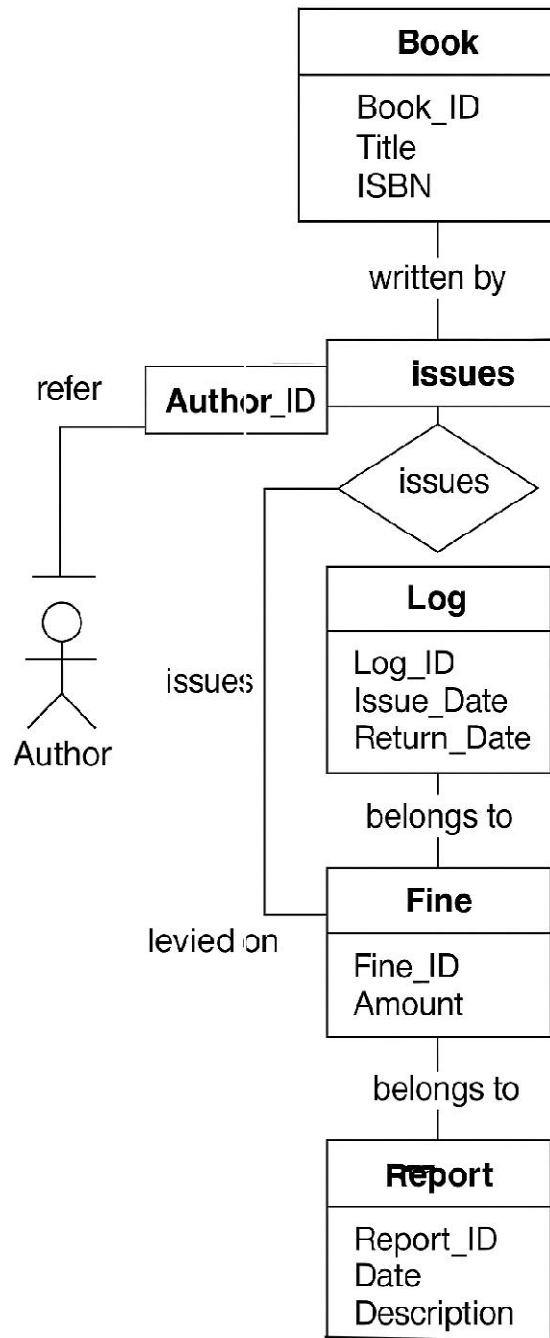 Book
Book_ID
Title
ISBN
written by
issues
refer
Author_ID
issues
Log
Log_ID
Issue_Date
Return_Date
issues
Author
belongs to
Fine
levied on
Fine_ID
Amount
belongs to
Report
Report_ID
Date
Description